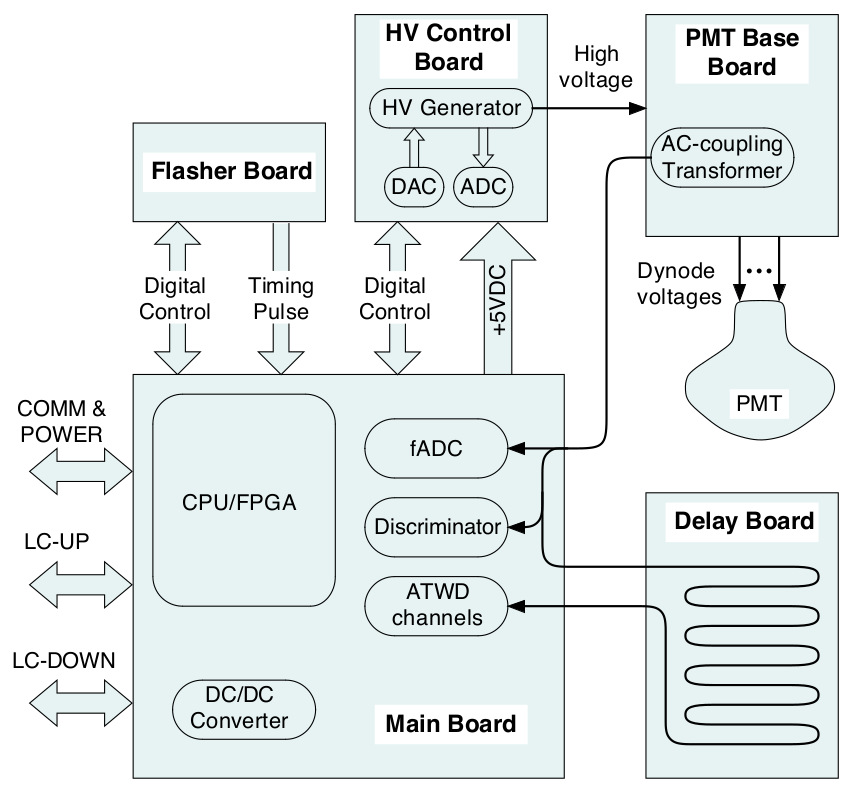 HV Control
Board
HV Generator
DAC
ADC
High
voltage
PMT Base
Board
AC-coupling
Transformer
Flasher Board
Digital
Control
Timing
Pulse
Digital
Control
+5VDC
Dynode
voltages
PMT
COMM &
POWER
LC-UP
LC-DOWN
CPU/FPGA
fADC
Discriminator
ATWD
channels
DC/DC
Converter
Main Board
Delay Board